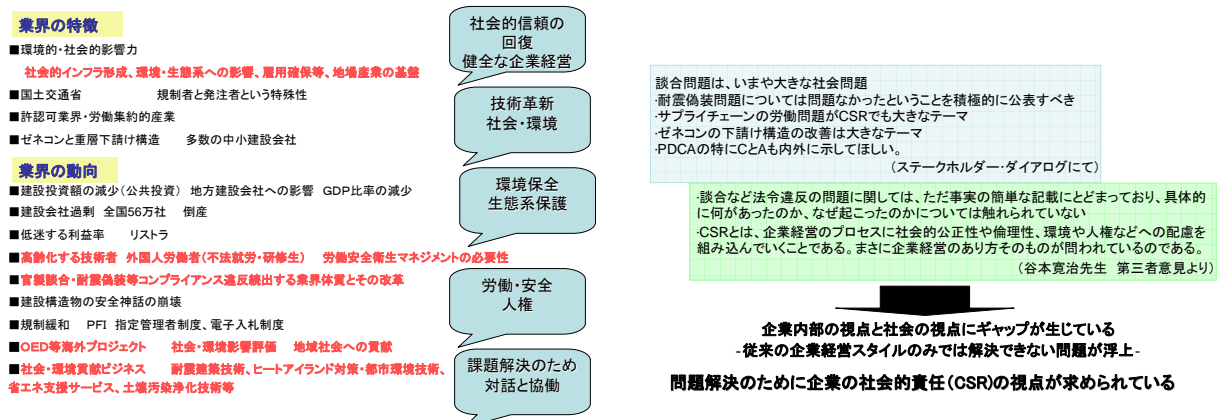 業界の特徴
■環境的・社会的影響力
社会的インフラ形成、環境・生態系への影響、雇用確保等、地場産業の基盤
■国土交通省　規制者と発注者という特殊性
■許認可業界・労働集約的産業
■ゼネコンと重層下請け構造　多数の中小建設会社
業界の動向
■建設投資額の減少（公共投資）　地方建設会社への影響　GDP比率の減少
■建設会社過剰　全国56万社　倒産
■低迷する利益率　リストラ
■高齢化する技術者　外国人労働者（不法就労・研修生）　労働安全衛生マネジメントの必要性
■官製談合・耐震偽装等コンプライアンス違反続出する業界体質とその改革
■建設構造物の安全神話の崩壊
■規制緩和　PFI　指定管理者制度、電子入札制度
■OED等海外プロジェクト　社会・環境影響評価　地域社会への貢献
■社会・環境貢献ビジネス　耐震建築技術、ヒートアイランド対策・都市環境技術、
省エネ支援サービス、土壌汚染浄化技術等
社会的信頼の
回復
健全な企業経営
技術革新
社会・環境
環境保全
生態系保護
労働・安全
人権
課題解決のため
対話と協働
談合問題は、いまや大きな社会問題
・耐震偽装問題については問題なかったということを積極的に公表すべき
・サプライチェーンの労働問題がCSRでも大きなテーマ
・ゼネコンの下請け構造の改善は大きなテーマ
・PDCAの特にCとAも内外に示してほしい。
（ステークホルダー・ダイアログにて）
・談合など法令違反の問題に関しては、ただ事実の簡単な記載にとどまっており、具体的
に何があったのか、なぜ起こったのかについては触れられていない
・CSRとは、企業経営のプロセスに社会的公正性や倫理性、環境や人権などへの配慮を
組み込んでいくことである。まさに企業経営のあり方そのものが問われているのである。
（谷本寛治先生　第三者意見より）
企業内部の視点と社会の視点にギャップが生じている
-従来の企業経営スタイルのみでは解決できない問題が浮上-
問題解決のために企業の社会的責任（CSR)の視点が求められている